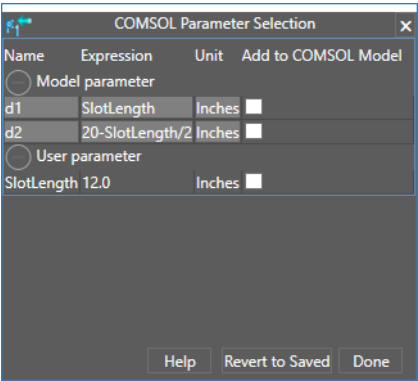 COMSOL Parameter Selection
Name Expression Unit Add to COMSOL Model
Model parameter
d1 SlotLength Inches
d2 20-SlotLength/2 Inches
User parameter
SlotLength 12.0 Inches
Help Revert to Saved Done